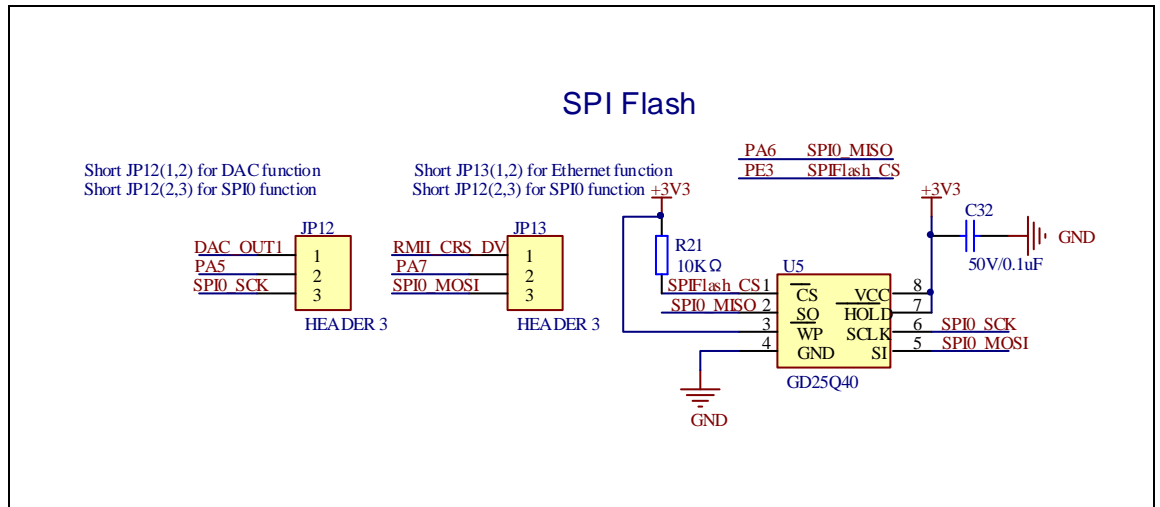 SPI Flash
PA6 SPI0_MISO
PE3 SPIFlash_CS
Short JP12(1,2) for DAC function
Short JP12(2,3) for SPI0 function
Short JP13(1,2) for Ethernet function
Short JP12(2,3) for SPI0 function
JP12
DAC_OUT1 1
PA5 2
SPI0_SCK 3
HEADER 3
JP13
RMII_CRS_DV 1
PA7 2
SPI0_MOSI 3
HEADER 3
+3V3
R21
10KΩ
+3V3
C32
50V/0.1uF
GND
U5
SPIFlash_CS 1 CS VCC 8
SPI0_MISO 2 SO HOLD 7
3 WP SCLK 6 SPI0_SCK
4 GND SI 5 SPI0_MOSI
GD25Q40
GND